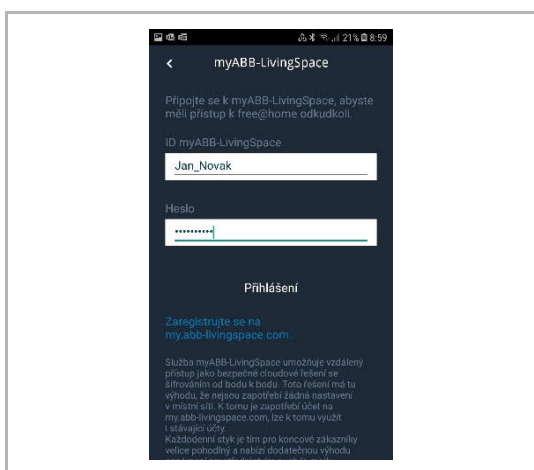 21% 8:59
myABB-LivingSpace
Připojte se k myABB-LivingSpace, abyste
měli přístup k free@home odkudkoli.
ID myABB-LivingSpace
Jan_Novak
Heslo
••••••••••
Přihlášení
Zaregistrujte se na
my.abb-livingspace.com.
Služba myABB-LivingSpace umožňuje vzdálený
přístup jako bezpečné cloudové řešení se
šifrováním od bodu k bodu. Toto řešení má tu
výhodu, že nejsou zapotřebí žádná nastavení
v místní síti. K tomu je zapotřebí účet na
my.abb-livingspace.com, lze k tomu využít
i stávající účty.
Každodenní styk je tím pro koncové zákazníky
velice pohodlný a nabízí dodatečnou výhodu